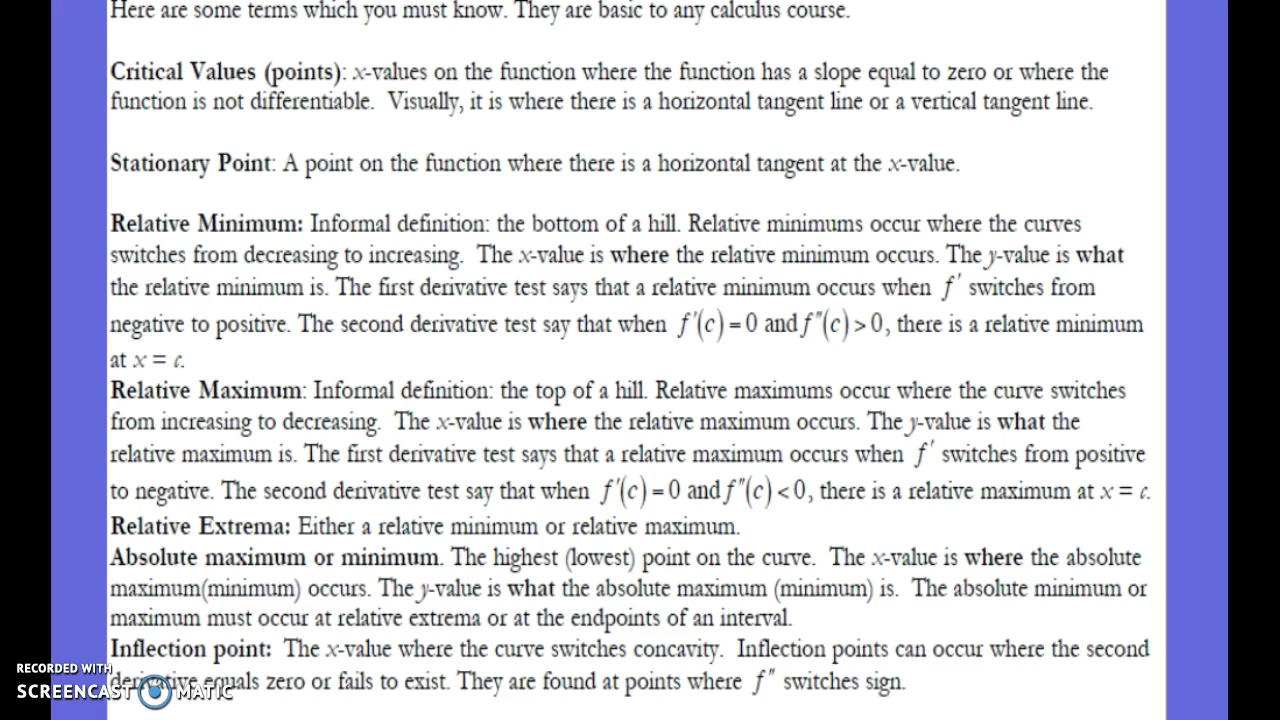 Here are some terms which you must know. They are basic to any calculus course.
Critical Values (points): x-values on the function where the function has a slope equal to zero or where the
function is not differentiable. Visually, it is where there is a horizontal tangent line or a vertical tangent line.
Stationary Point: A point on the function where there is a horizontal tangent at the x-value.
Relative Minimum: Informal definition: the bottom of a hill. Relative minimums occur where the curves
switches from decreasing to increasing. The x-value is where the relative minimum occurs. The y-value is what
the relative minimum is. The first derivative test says that a relative minimum occurs when f′ switches from
negative to positive. The second derivative test say that when f′(c) = 0 and f″(c) > 0, there is a relative minimum
at x = c.
Relative Maximum: Informal definition: the top of a hill. Relative maximums occur where the curve switches
from increasing to decreasing. The x-value is where the relative maximum occurs. The y-value is what the
relative maximum is. The first derivative test says that a relative maximum occurs when f′ switches from positive
to negative. The second derivative test say that when f′(c) = 0 and f″(c) < 0, there is a relative maximum at x = c.
Relative Extrema: Either a relative minimum or relative maximum.
Absolute maximum or minimum. The highest (lowest) point on the curve. The x-value is where the absolute
maximum(minimum) occurs. The y-value is what the absolute maximum (minimum) is. The absolute minimum or
maximum must occur at relative extrema or at the endpoints of an interval.
Inflection point: The x-value where the curve switches concavity. Inflection points can occur where the second
derivative equals zero or fails to exist. They are found at points where f″ switches sign.
RECORDED WITH
SCREENCAST MATIC